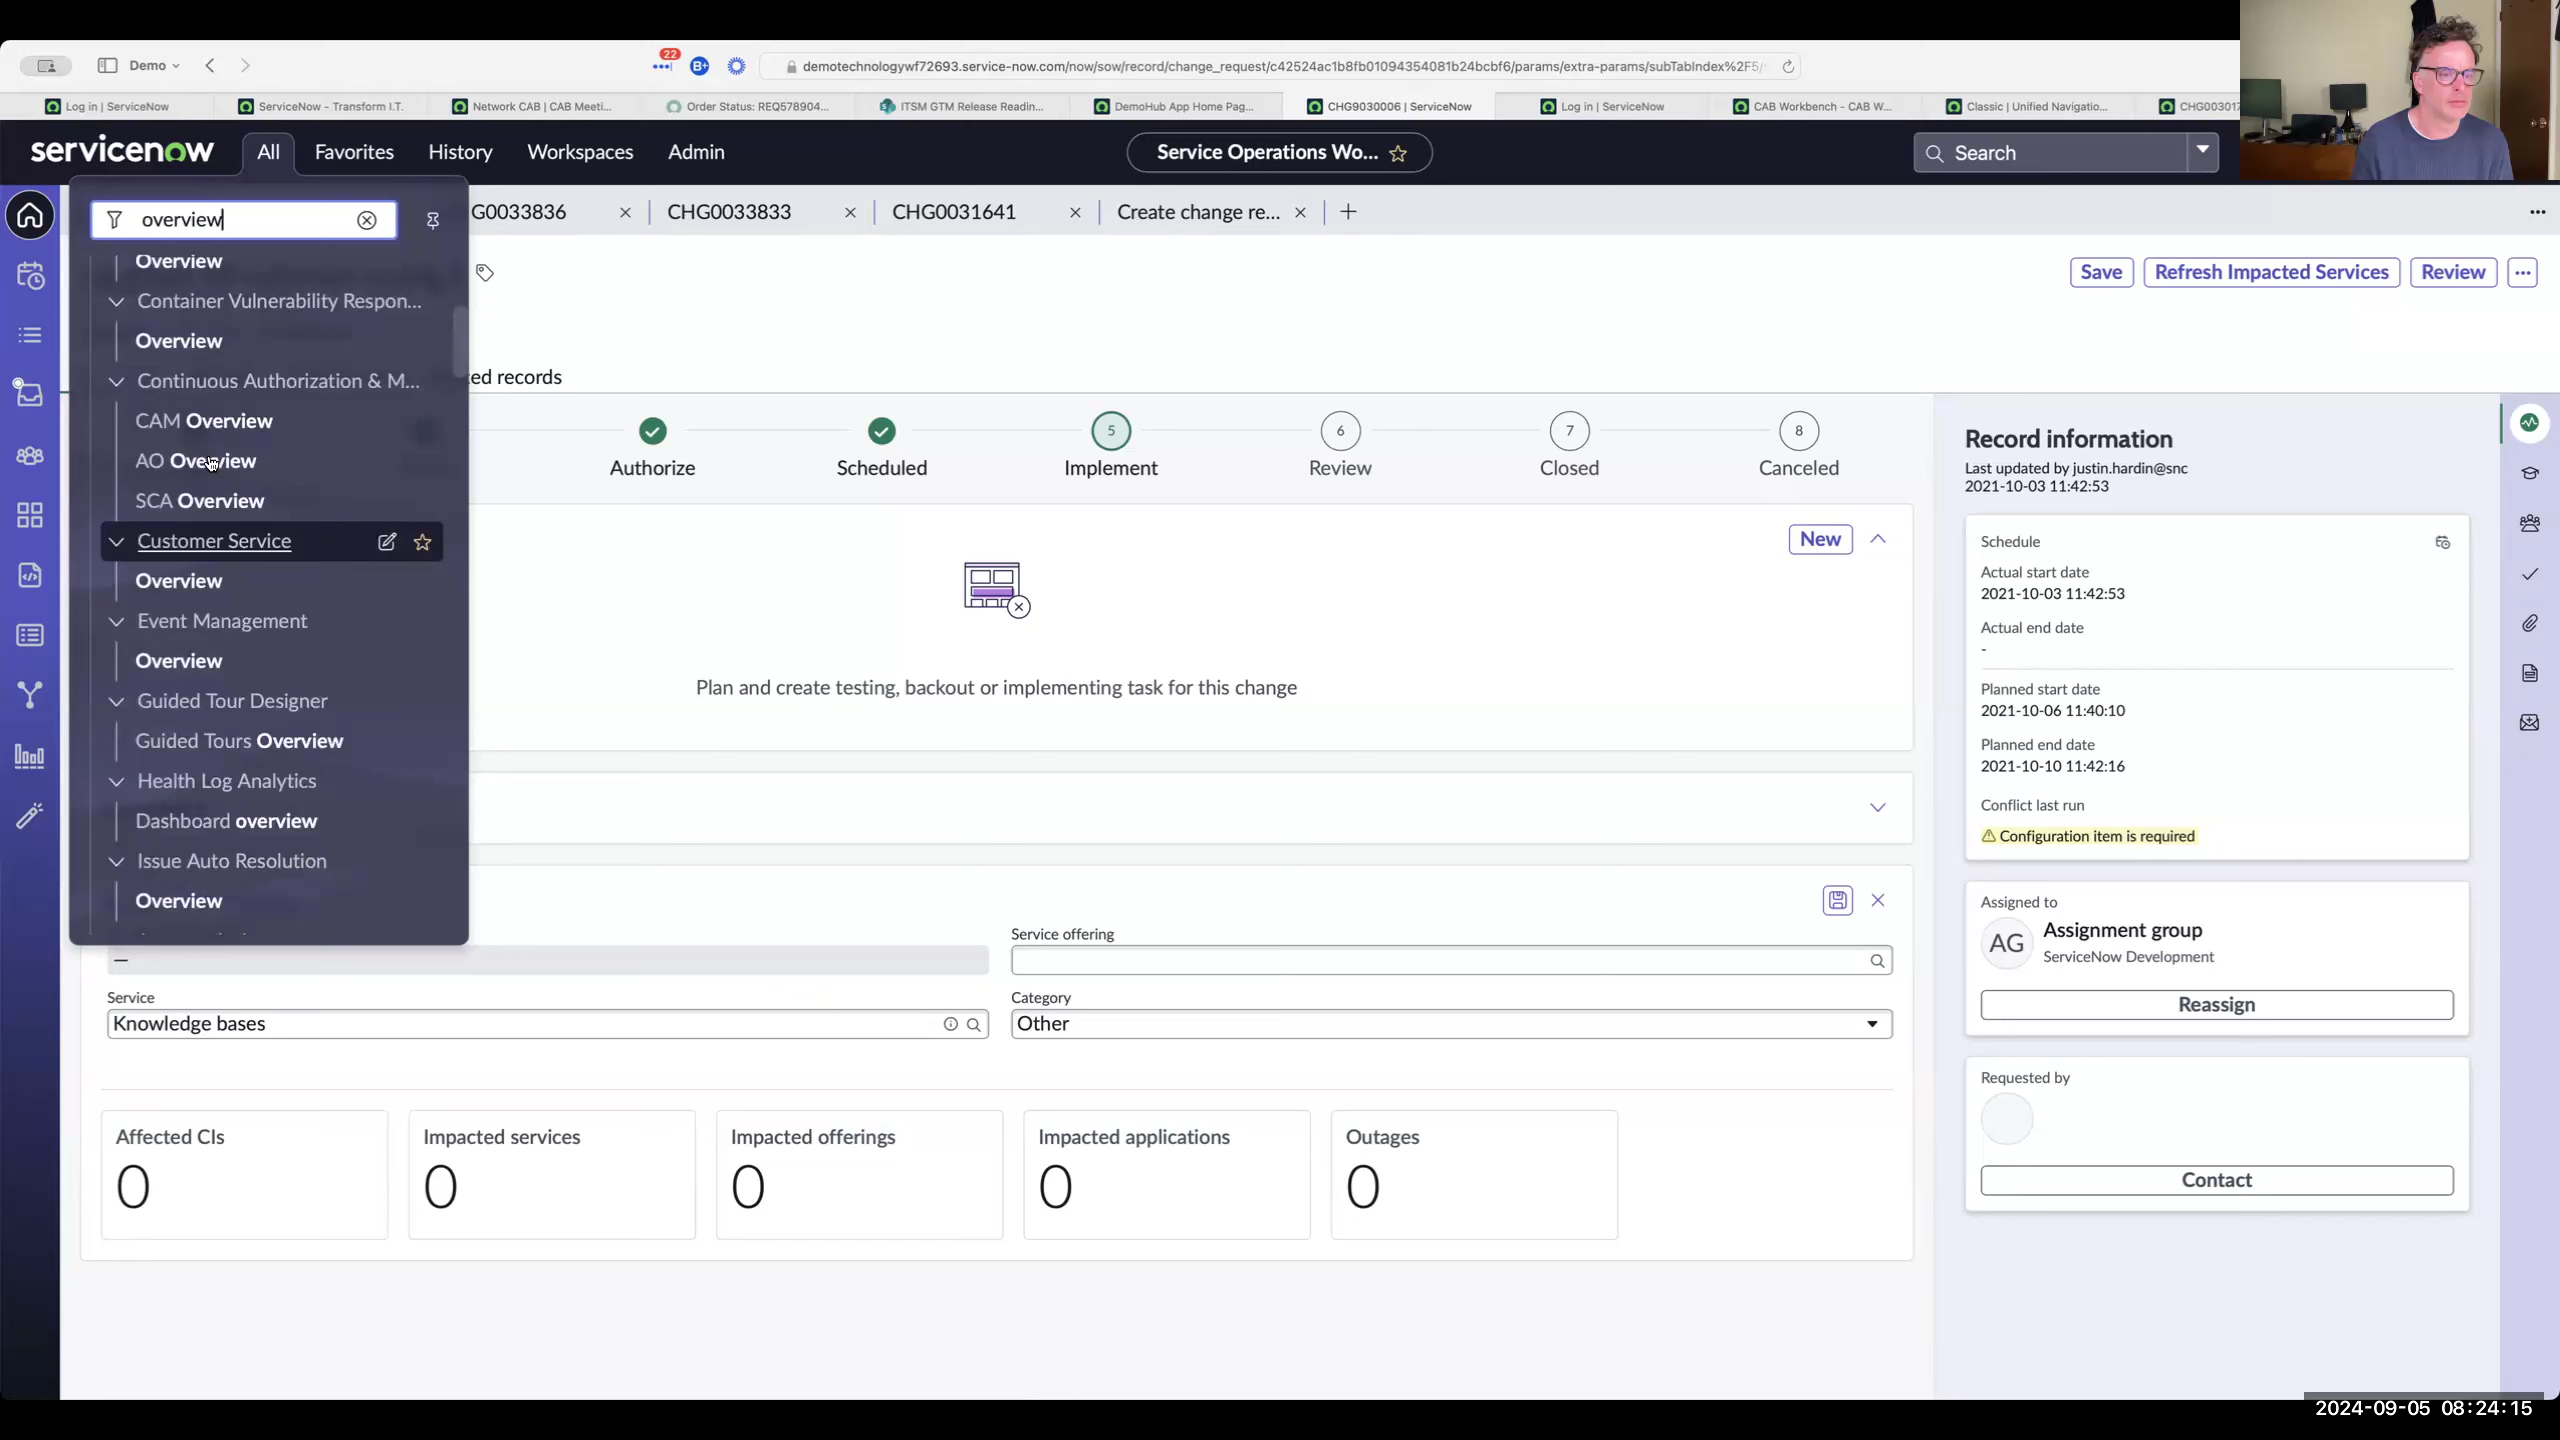 Demo
22
B+
demotechnologywf72693.service-now.com/now/sow/record/change_request/c42524ac1b8fb01094354081b24bcbf6/params/extra-params/subTabIndex%2F5/
Log in | ServiceNow
ServiceNow - Transform I.T.
Network CAB | CAB Meeti...
Order Status: REQ578904...
ITSM GTM Release Readin...
DemoHub App Home Pag...
CHG9030006 | ServiceNow
Log in | ServiceNow
CAB Workbench - CAB W...
Classic | Unified Navigatio...
CHG003017
servicenow
All
Favorites
History
Workspaces
Admin
Service Operations Wo...
Search
overview
G0033836
CHG0033833
CHG0031641
Create change re...
Save
Refresh Impacted Services
Review
Overview
Container Vulnerability Respon...
Overview
Continuous Authorization & M...
CAM Overview
AO Overview
SCA Overview
Customer Service
Overview
Event Management
Overview
Guided Tour Designer
Guided Tours Overview
Health Log Analytics
Dashboard overview
Issue Auto Resolution
Overview
ed records
Authorize
Scheduled
5
Implement
6
Review
7
Closed
8
Canceled
New
Plan and create testing, backout or implementing task for this change
Service offering
—
Service
Knowledge bases
Category
Other
Affected CIs
0
Impacted services
0
Impacted offerings
0
Impacted applications
0
Outages
0
Record information
Last updated by justin.hardin@snc
2021-10-03 11:42:53
Schedule
Actual start date
2021-10-03 11:42:53
Actual end date
-
Planned start date
2021-10-06 11:40:10
Planned end date
2021-10-10 11:42:16
Conflict last run
Configuration item is required
Assigned to
AG
Assignment group
ServiceNow Development
Reassign
Requested by
Contact
2024-09-05 08:24:15